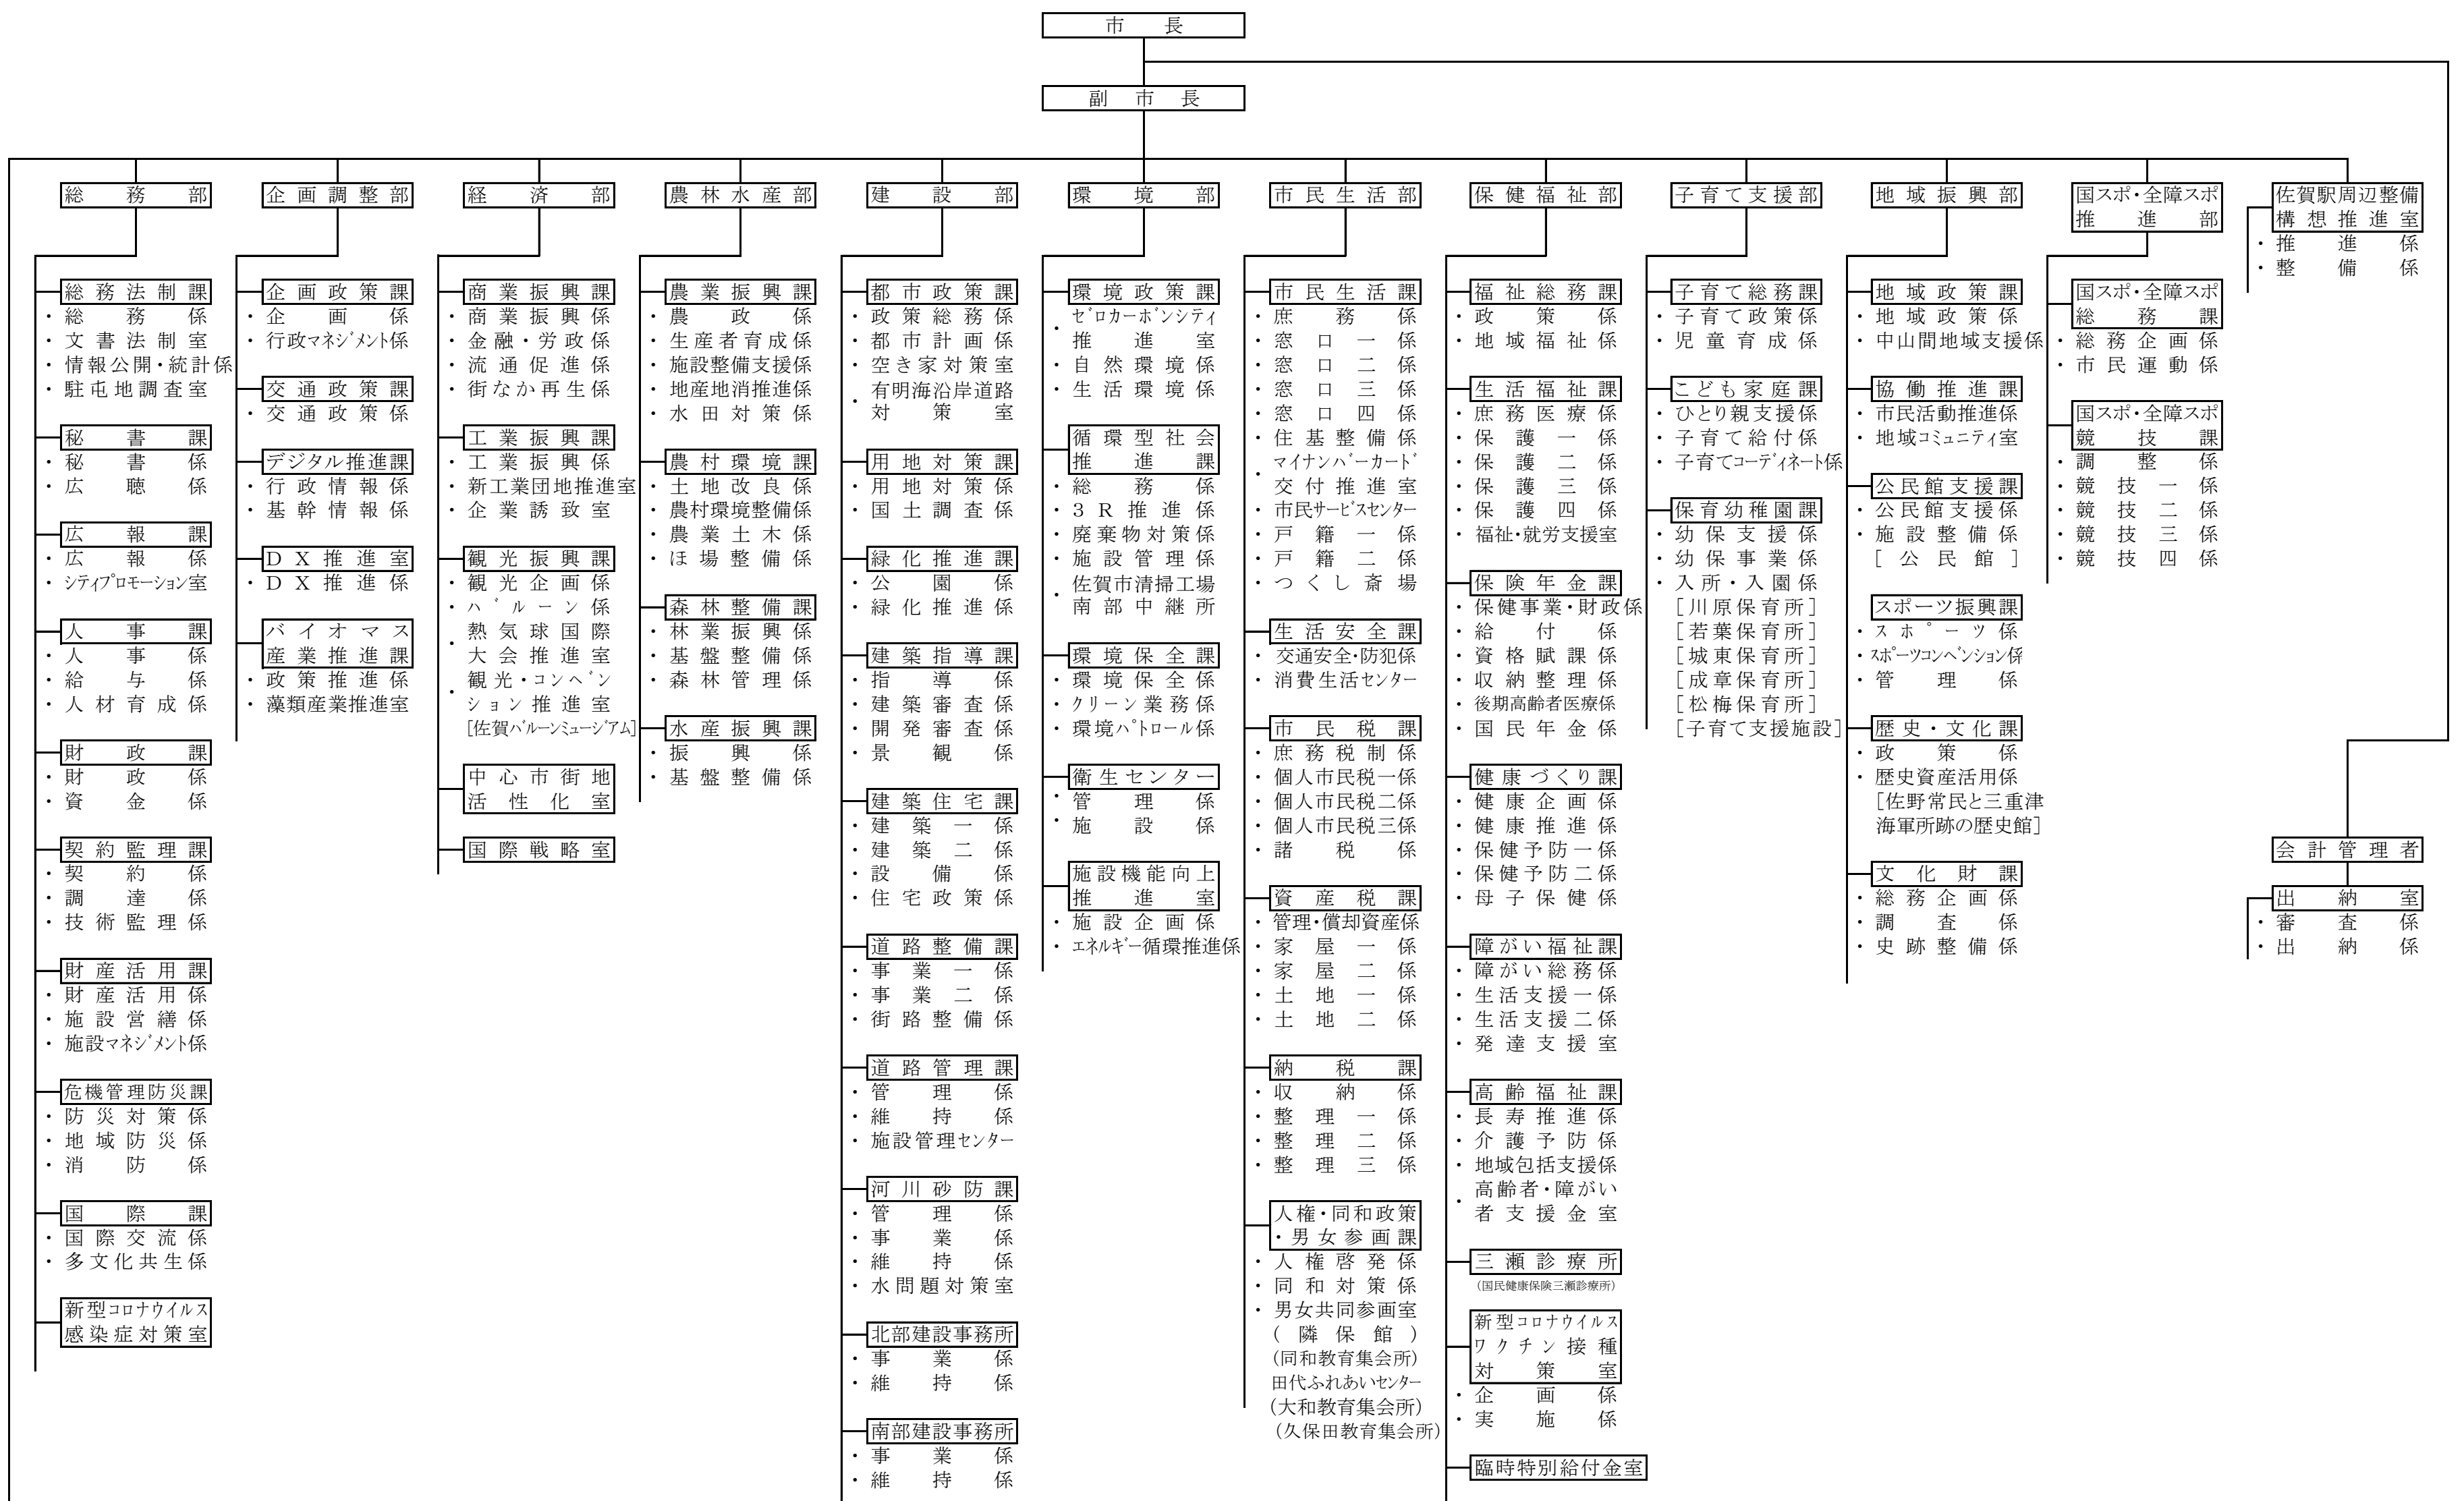 市長
副市長
総務部
総務法制課
・総務係
・文書法制室
・情報公開・統計係
・駐屯地調査室
秘書課
・秘書係
・広聴係
広報課
・広報係
・シティプロモーション室
人事課
・人事係
・給与係
・人材育成係
財政課
・財政係
・資金係
契約監理課
・契約係
・調達係
・技術監理係
財産活用課
・財産活用係
・施設営繕係
・施設マネジメント係
危機管理防災課
・防災対策係
・地域防災係
・消防係
国際課
・国際交流係
・多文化共生係
新型コロナウイルス
感染症対策室
企画調整部
企画政策課
・企画係
・行政マネジメント係
交通政策課
・交通政策係
デジタル推進課
・行政情報係
・基幹情報係
ＤＸ推進室
・ＤＸ推進係
バイオマス
産業推進課
・政策推進係
・藻類産業推進室
経済部
商業振興課
・商業振興係
・金融・労政係
・流通促進係
・街なか再生係
工業振興課
・工業振興係
・新工業団地推進室
・企業誘致室
観光振興課
・観光企画係
・バルーン係
・熱気球国際
大会推進室
・観光・コンベン
ション推進室
[佐賀バルーンミュージアム]
中心市街地
活性化室
国際戦略室
農林水産部
農業振興課
・農政係
・生産者育成係
・施設整備支援係
・地産地消推進係
・水田対策係
農村環境課
・土地改良係
・農村環境整備係
・農業土木係
・ほ場整備係
森林整備課
・林業振興係
・基盤整備係
・森林管理係
水産振興課
・振興係
・基盤整備係
建設部
都市政策課
・政策総務係
・都市計画係
・空き家対策室
・有明海沿岸道路
対策室
用地対策課
・用地対策係
・国土調査係
緑化推進課
・公園係
・緑化推進係
建築指導課
・指導係
・建築審査係
・開発審査係
・景観係
建築住宅課
・建築一係
・建築二係
・設備係
・住宅政策係
道路整備課
・事業一係
・事業二係
・街路整備係
道路管理課
・管理係
・維持係
・施設管理センター
河川砂防課
・管理係
・事業係
・維持係
・水問題対策室
北部建設事務所
・事業係
・維持係
南部建設事務所
・事業係
・維持係
環境部
環境政策課
・ゼロカーボンシティ
推進室
・自然環境係
・生活環境係
循環型社会
推進課
・総務係
・３Ｒ推進係
・廃棄物対策係
・施設管理係
・佐賀市清掃工場
南部中継所
環境保全課
・環境保全係
・クリーン業務係
・環境パトロール係
衛生センター
・管理係
・施設係
施設機能向上
推進室
・施設企画係
・エネルギー循環推進係
市民生活部
市民生活課
・庶務係
・窓口一係
・窓口二係
・窓口三係
・窓口四係
・住基整備係
・マイナンバーカード
交付推進室
・市民サービスセンター
・戸籍一係
・戸籍二係
・つくし斎場
生活安全課
・交通安全・防犯係
・消費生活センター
市民税課
・庶務税制係
・個人市民税一係
・個人市民税二係
・個人市民税三係
・諸税係
資産税課
・管理・償却資産係
・家屋一係
・家屋二係
・土地一係
・土地二係
納税課
・収納係
・整理一係
・整理二係
・整理三係
人権・同和政策
・男女参画課
・人権啓発係
・同和対策係
・男女共同参画室
(隣保館)
(同和教育集会所)
田代ふれあいセンター
(大和教育集会所)
(久保田教育集会所)
保健福祉部
福祉総務課
・政策係
・地域福祉係
生活福祉課
・庶務医療係
・保護一係
・保護二係
・保護三係
・保護四係
・福祉・就労支援室
保険年金課
・保健事業・財政係
・給付係
・資格賦課係
・収納整理係
・後期高齢者医療係
・国民年金係
健康づくり課
・健康企画係
・健康推進係
・保健予防一係
・保健予防二係
・母子保健係
障がい福祉課
・障がい総務係
・生活支援一係
・生活支援二係
・発達支援室
高齢福祉課
・長寿推進係
・介護予防係
・地域包括支援係
・高齢者・障がい
者支援金室
三瀬診療所
(国民健康保険三瀬診療所)
新型コロナウイルス
ワクチン接種
対策室
・企画係
・実施係
臨時特別給付金室
子育て支援部
子育て総務課
・子育て政策係
・児童育成係
こども家庭課
・ひとり親支援係
・子育て給付係
・子育てコーディネート係
保育幼稚園課
・幼保支援係
・幼保事業係
・入所・入園係
[川原保育所]
[若葉保育所]
[城東保育所]
[成章保育所]
[松梅保育所]
[子育て支援施設]
地域振興部
地域政策課
・地域政策係
・中山間地域支援係
協働推進課
・市民活動推進係
・地域コミュニティ室
公民館支援課
・公民館支援係
・施設整備係
[公民館]
スポーツ振興課
・スポーツ係
・スポーツコンベンション係
・管理係
歴史・文化課
・政策係
・歴史資産活用係
[佐野常民と三重津
海軍所跡の歴史館]
文化財課
・総務企画係
・調査係
・史跡整備係
国スポ・全障スポ
推進部
国スポ・全障スポ
総務課
・総務企画係
・市民運動係
国スポ・全障スポ
競技課
・調整係
・競技一係
・競技二係
・競技三係
・競技四係
佐賀駅周辺整備
構想推進室
・推進係
・整備係
会計管理者
出納室
・審査係
・出納係